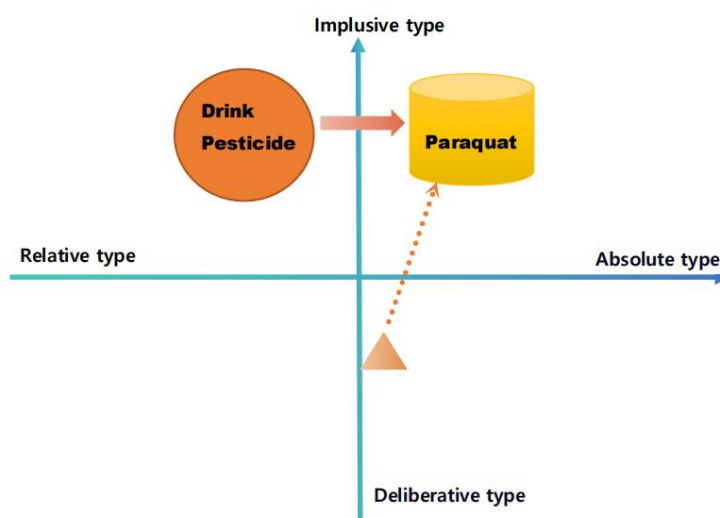 Implusive type
Drink
Pesticide
Paraquat
Relative type
Absolute type
Deliberative type